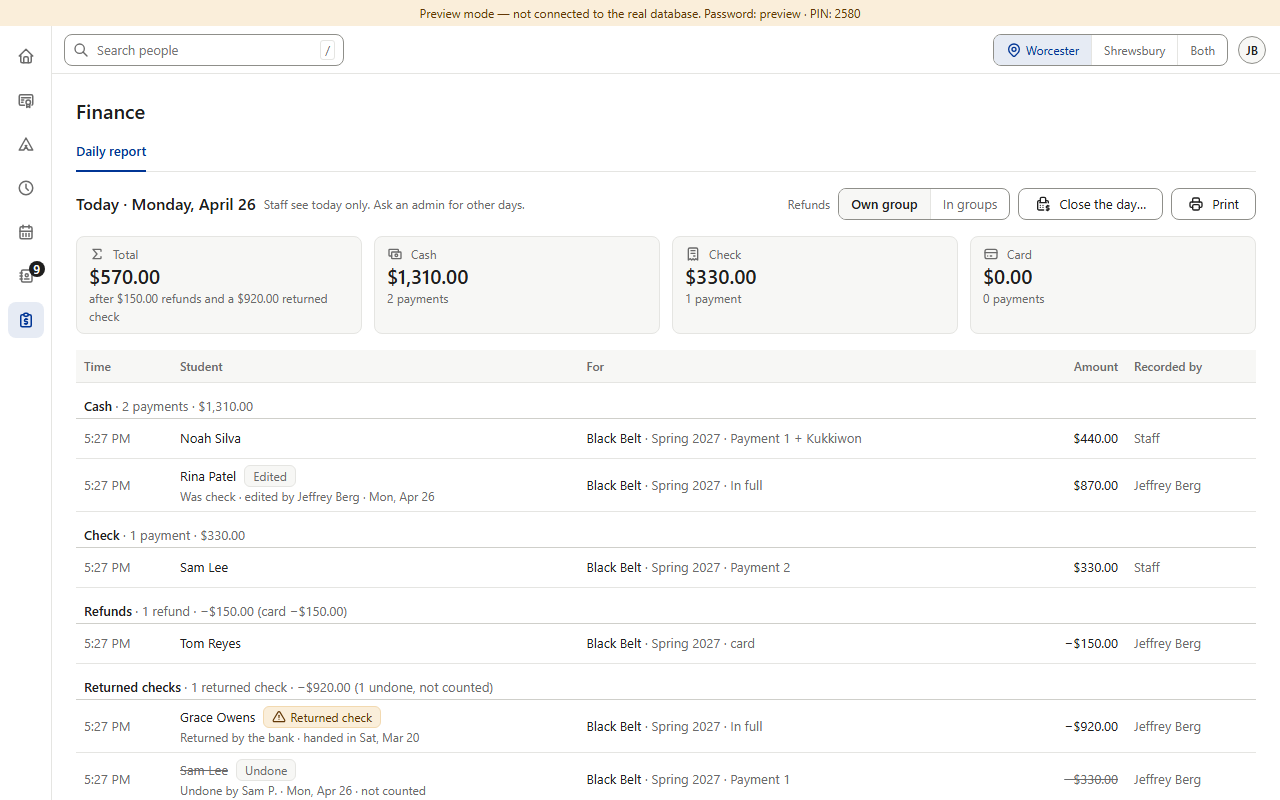 Preview mode — not connected to the real database. Password: preview · PIN: 2580
Search people /
Worcester Shrewsbury Both JB
Finance
Daily report
Today · Monday, April 26 Staff see today only. Ask an admin for other days. Refunds Own group In groups Close the day... Print
9
Total Cash Check Card
$570.00 $1,310.00 $330.00 $0.00
after $150.00 refunds and a $920.00 returned check 2 payments 1 payment 0 payments
Time Student For Amount Recorded by
Cash · 2 payments · $1,310.00
5:27 PM Noah Silva Black Belt · Spring 2027 · Payment 1 + Kukkiwon $440.00 Staff
5:27 PM Rina Patel Edited Black Belt · Spring 2027 · In full $870.00 Jeffrey Berg
Was check · edited by Jeffrey Berg · Mon, Apr 26
Check · 1 payment · $330.00
5:27 PM Sam Lee Black Belt · Spring 2027 · Payment 2 $330.00 Staff
Refunds · 1 refund · −$150.00 (card −$150.00)
5:27 PM Tom Reyes Black Belt · Spring 2027 · card −$150.00 Jeffrey Berg
Returned checks · 1 returned check · −$920.00 (1 undone, not counted)
5:27 PM Grace Owens Returned check Black Belt · Spring 2027 · In full −$920.00 Jeffrey Berg
Returned by the bank · handed in Sat, Mar 20
5:27 PM Sam Lee Undone Black Belt · Spring 2027 · Payment 1 −$330.00 Jeffrey Berg
Undone by Sam P. · Mon, Apr 26 · not counted